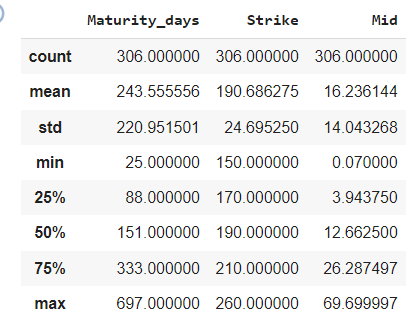 Maturity_days Strike Mid
count 306.000000 306.000000 306.000000
mean 243.555556 190.686275 16.236144
std 220.951501 24.695250 14.043268
min 25.000000 150.000000 0.070000
25% 88.000000 170.000000 3.943750
50% 151.000000 190.000000 12.662500
75% 333.000000 210.000000 26.287497
max 697.000000 260.000000 69.699997